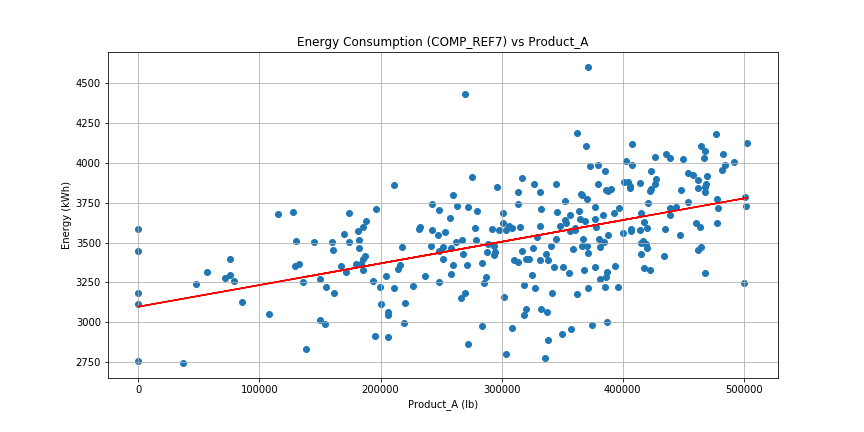 Energy Consumption (COMP_REF7) vs Product_A
4500
4250
4000
3750
3500
3250
3000
2750
Energy (kWh)
0 100000 200000 300000 400000 500000
Product_A (lb)